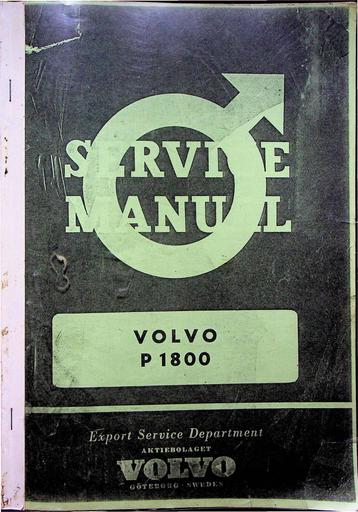 SERVICE
MANUAL
VOLVO
P 1800
Export Service Department
AKTIEBOLAGET
VOLVO
GÖTEBORG · SWEDEN